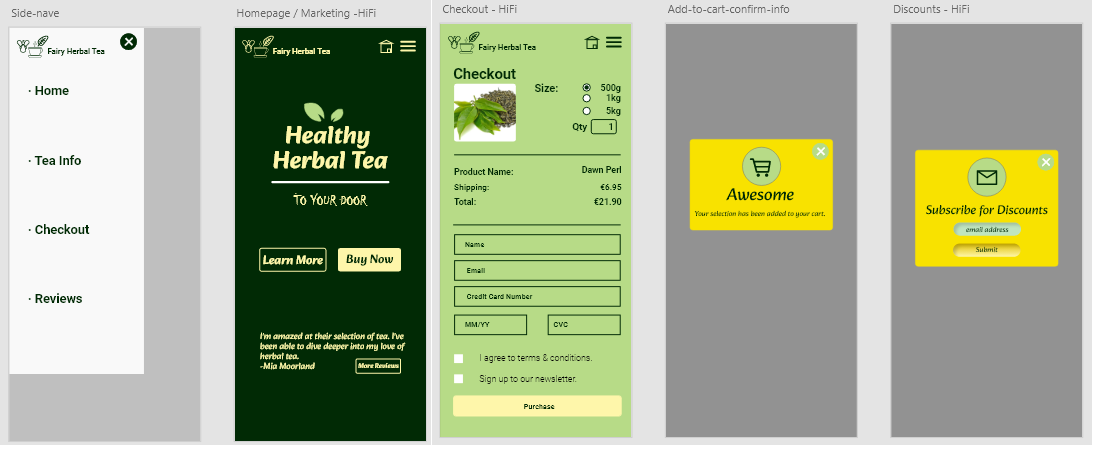 Side-nave
Fairy Herbal Tea
· Home
· Tea Info
· Checkout
· Reviews
Homepage / Marketing -HiFi
Fairy Herbal Tea
Healthy
Herbal Tea
TO YOUR DOOR
Learn More
Buy Now
I'm amazed at their selection of tea. I've
been able to dive deeper into my love of
herbal tea.
-Mia Moorland
More Reviews
Checkout - HiFi
Fairy Herbal Tea
Checkout
Size:
500g
1kg
5kg
Qty 1
Product Name: Dawn Perl
Shipping: €6.95
Total: €21.90
Name
Email
Credit Card Number
MM/YY
CVC
I agree to terms & conditions.
Sign up to our newsletter.
Purchase
Add-to-cart-confirm-info
Awesome
Your selection has been added to your cart.
Discounts - HiFi
Subscribe for Discounts
email address
Submit